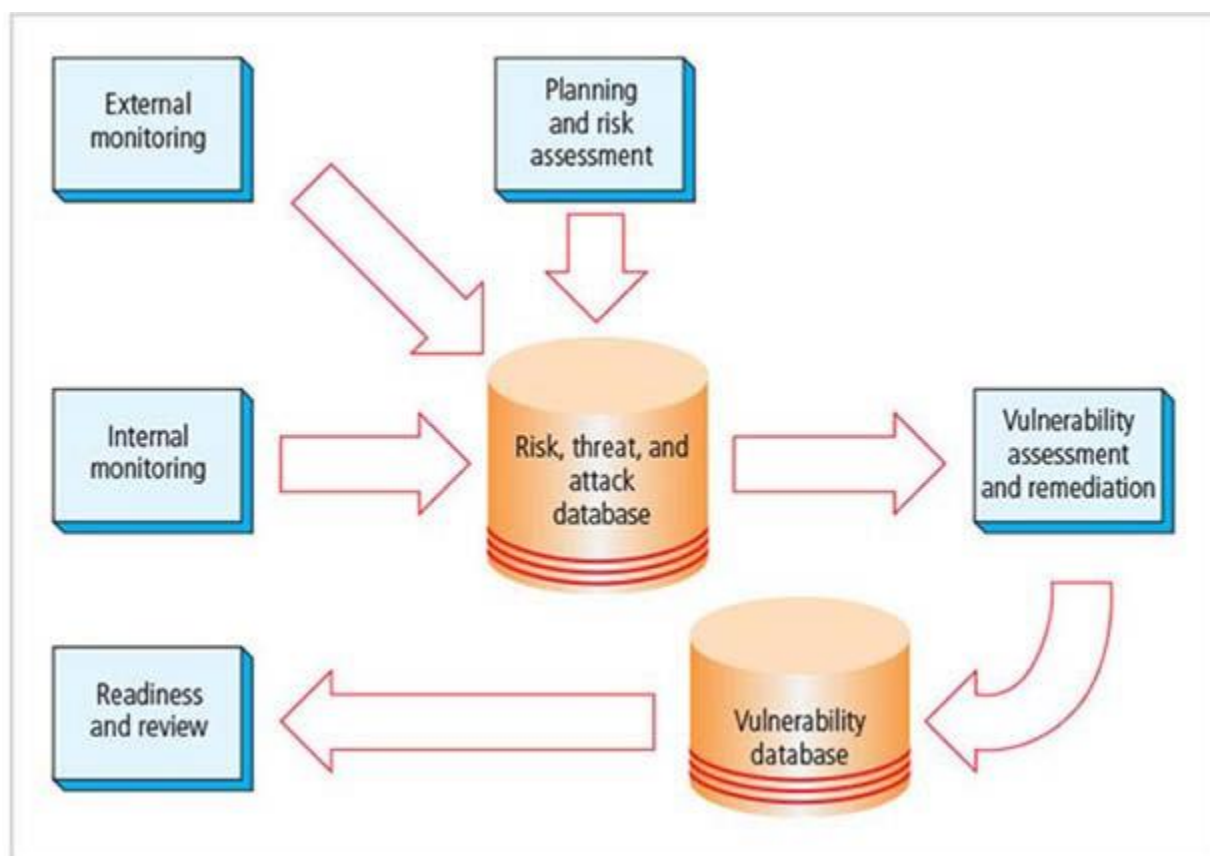 External
monitoring
Planning
and risk
assessment
Internal
monitoring
Risk, threat, and
attack
database
Vulnerability
assessment
and remediation
Readiness
and review
Vulnerability
database